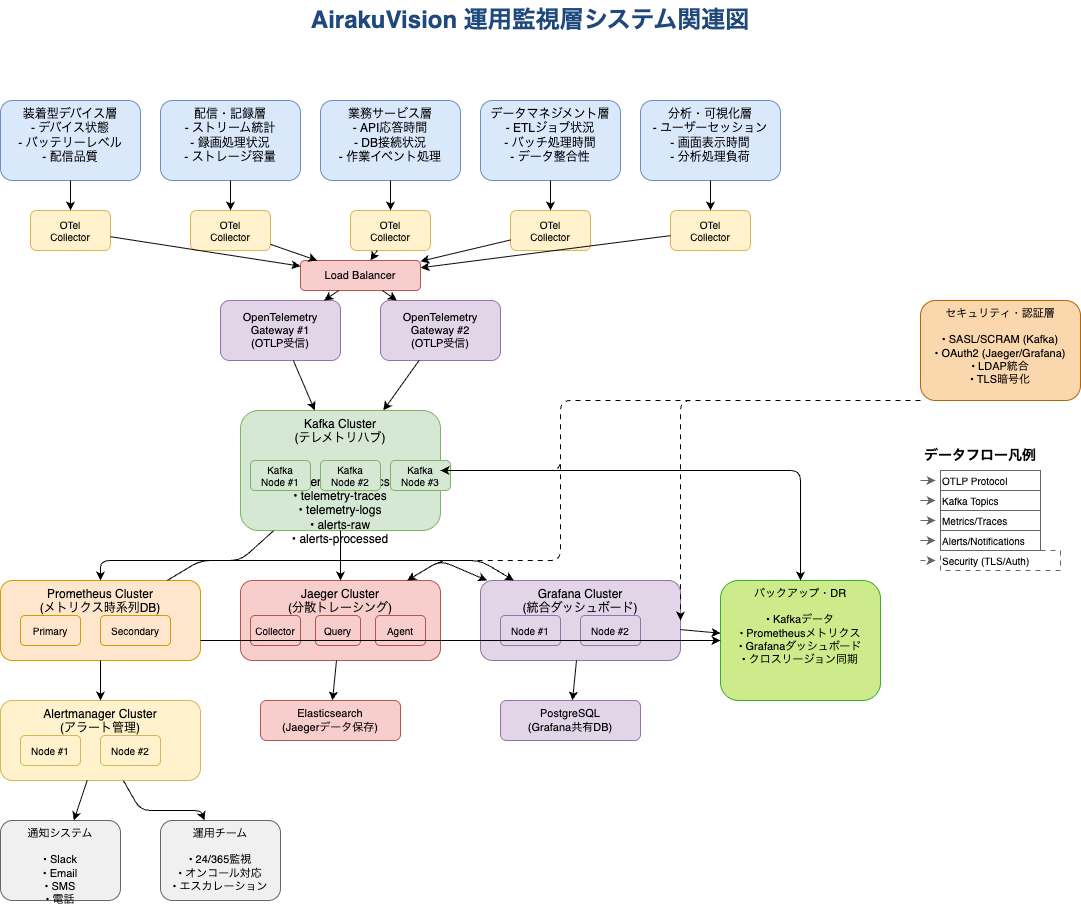 AirakuVision 運用監視層システム関連図
装着型デバイス層
- デバイス状態
- バッテリーレベル
- 配信品質
配信・記録層
- ストリーム統計
- 録画処理状況
- ストレージ容量
業務サービス層
- API応答時間
- DB接続状況
- 作業イベント処理
データマネジメント層
- ETLジョブ状況
- バッチ処理時間
- データ整合性
分析・可視化層
- ユーザーセッション
- 画面表示時間
- 分析処理負荷
OTel
Collector
OTel
Collector
OTel
Collector
OTel
Collector
OTel
Collector
Load Balancer
OpenTelemetry
Gateway #1
(OTLP受信)
OpenTelemetry
Gateway #2
(OTLP受信)
セキュリティ・認証層
・SASL/SCRAM (Kafka)
・OAuth2 (Jaeger/Grafana)
・LDAP統合
・TLS暗号化
Kafka Cluster
(テレメトリハブ)
Kafka
Node #1
Kafka
Node #2
Kafka
Node #3
• telemetry-traces
• telemetry-logs
• alerts-raw
• alerts-processed
データフロー凡例
OTLP Protocol
Kafka Topics
Metrics/Traces
Alerts/Notifications
Security (TLS/Auth)
Prometheus Cluster
(メトリクス時系列DB)
Primary
Secondary
Jaeger Cluster
(分散トレーシング)
Collector
Query
Agent
Grafana Cluster
(統合ダッシュボード)
Node #1
Node #2
バックアップ・DR
・Kafkaデータ
・Prometheusメトリクス
・Grafanaダッシュボード
・クロスリージョン同期
Alertmanager Cluster
(アラート管理)
Node #1
Node #2
Elasticsearch
(Jaegerデータ保存)
PostgreSQL
(Grafana共有DB)
通知システム
・Slack
・Email
・SMS
・電話
運用チーム
・24/365監視
・オンコール対応
・エスカレーション